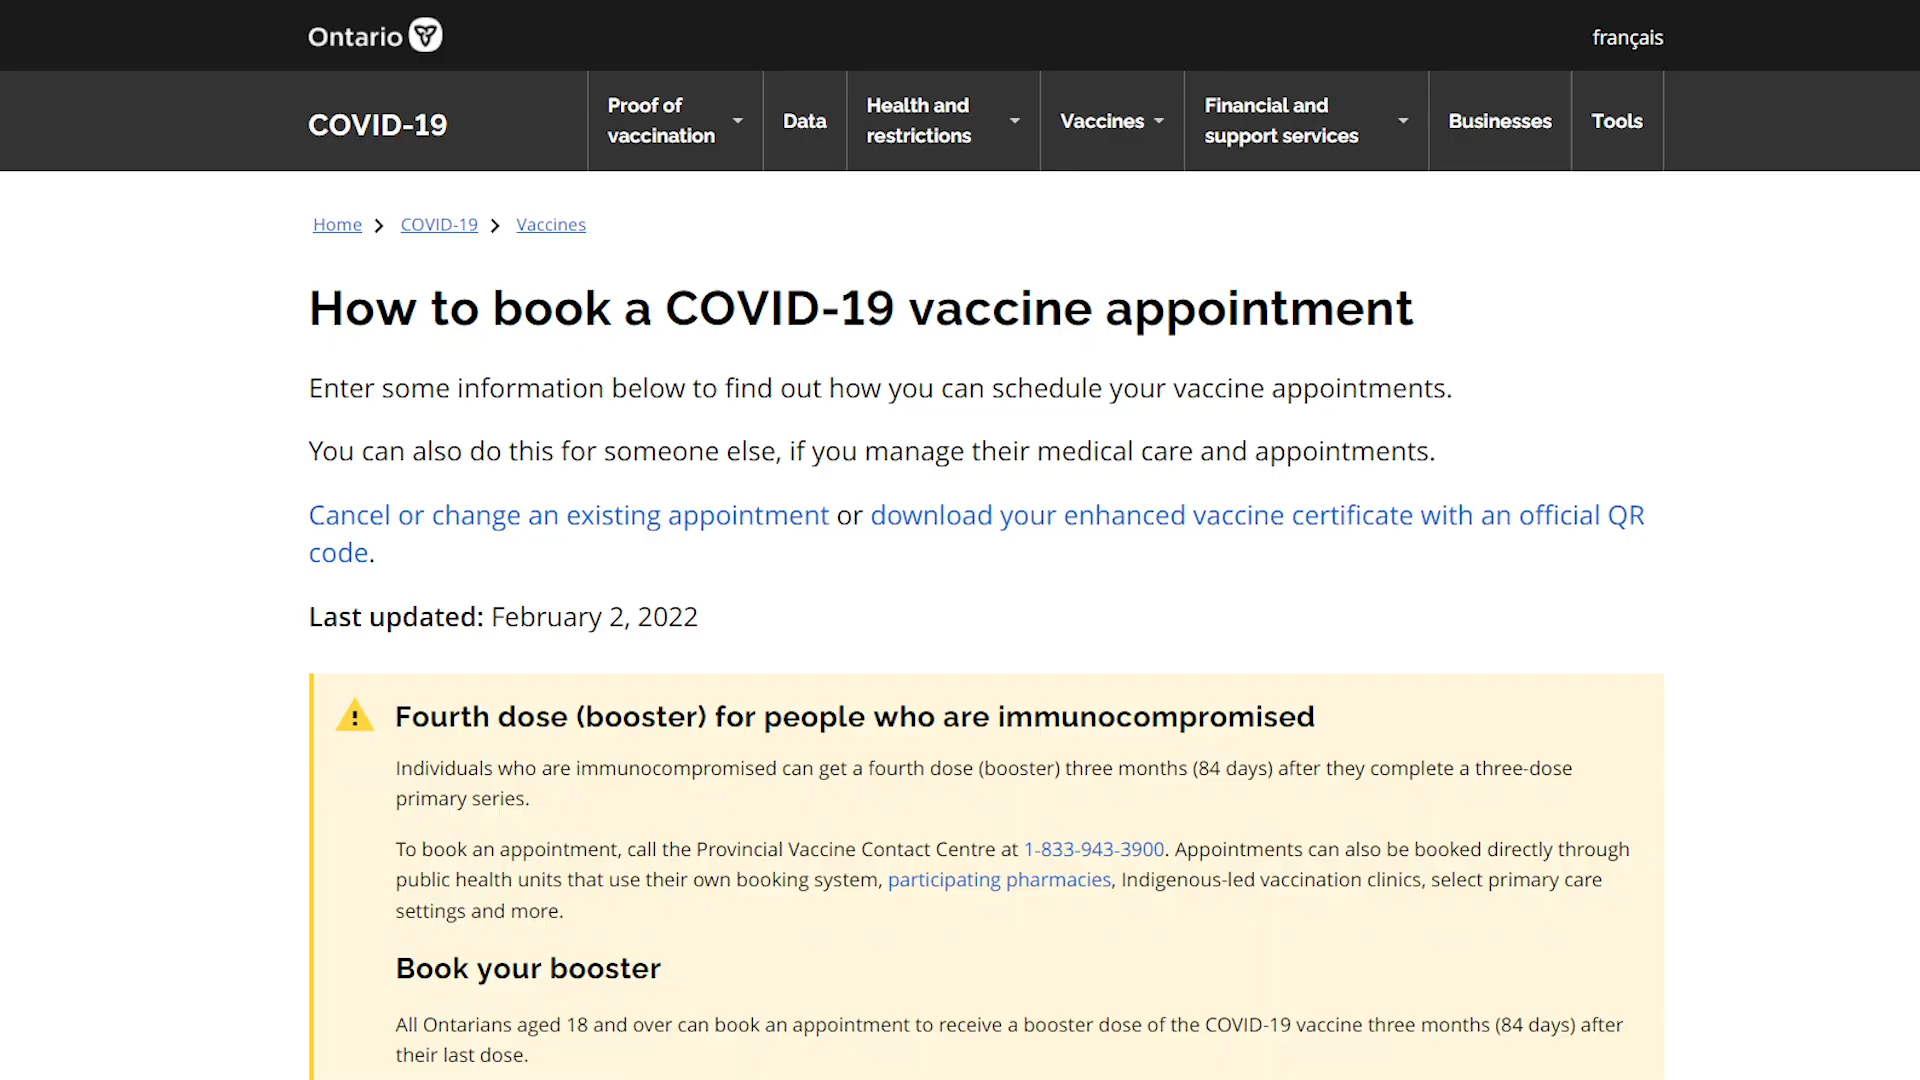 Ontario
français
COVID-19
Proof of
vaccination
Data
Health and
restrictions
Vaccines
Financial and
support services
Businesses
Tools
Home
COVID-19
Vaccines
How to book a COVID-19 vaccine appointment
Enter some information below to find out how you can schedule your vaccine appointments.
You can also do this for someone else, if you manage their medical care and appointments.
Cancel or change an existing appointment or download your enhanced vaccine certificate with an official QR
code.
Last updated: February 2, 2022
Fourth dose (booster) for people who are immunocompromised
Individuals who are immunocompromised can get a fourth dose (booster) three months (84 days) after they complete a three-dose
primary series.
To book an appointment, call the Provincial Vaccine Contact Centre at 1-833-943-3900. Appointments can also be booked directly through
public health units that use their own booking system, participating pharmacies, Indigenous-led vaccination clinics, select primary care
settings and more.
Book your booster
All Ontarians aged 18 and over can book an appointment to receive a booster dose of the COVID-19 vaccine three months (84 days) after
their last dose.